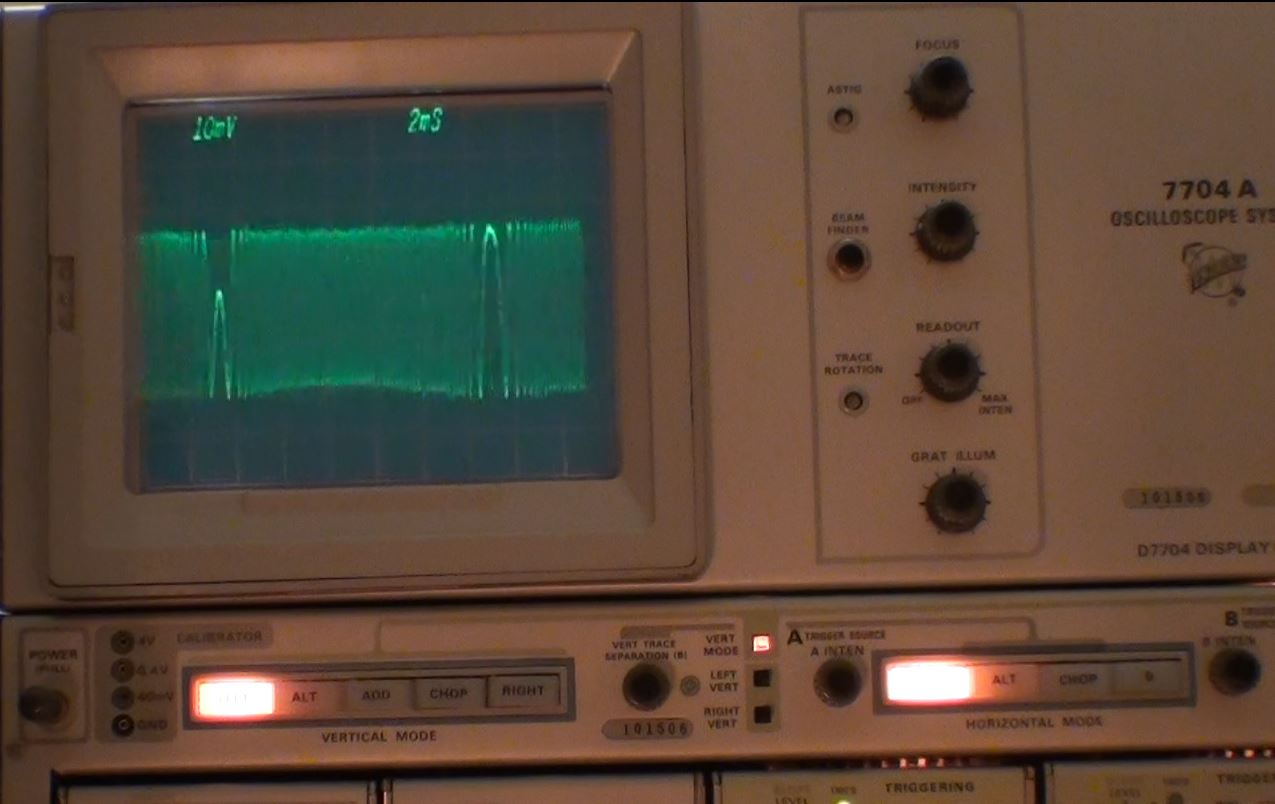 10mV 2mS
FOCUS
ASTIG
INTENSITY
BEAM
FINDER
READOUT
TRACE
ROTATION
OFF MAX
INTEN
GRAT ILLUM
7704 A
OSCILLOSCOPE SYS
101506
D7704 DISPLAY
POWER
4V CALIBRATOR
0.4V
40mV
GND
ALT ADD CHOP RIGHT
VERTICAL MODE
VERT TRACE
SEPARATION (B)
101506
VERT
MODE
LEFT
VERT
RIGHT
VERT
A TRIGGER SOURCE
A INTEN
ALT CHOP B
HORIZONTAL MODE
B
B INTEN
TRIGGERING
LEVEL